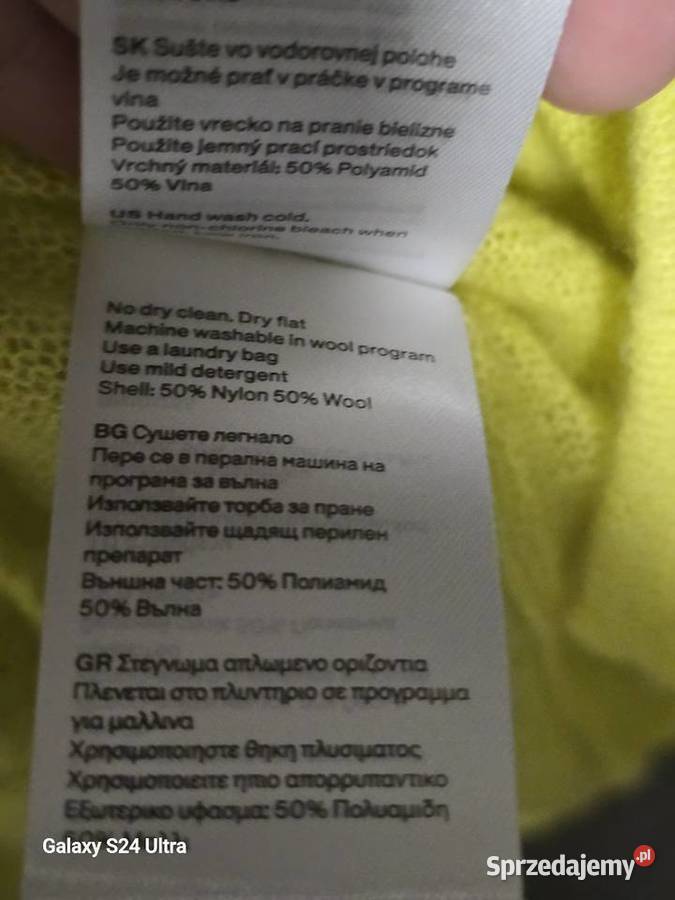 SK Sušte vo vodorovnej polohe
Je možné prať v práčke v programe
vlna
Použite vrecko na pranie bielizne
Použite jemný prací prostriedok
Vrchný materiál: 50% Polyamid
50% Vlna
US Hand wash cold.
Only non-chlorine bleach when
No dry clean. Dry flat
Machine washable in wool program
Use a laundry bag
Use mild detergent
Shell: 50% Nylon 50% Wool
BG Сушете легнало
Пере се в перална машина на
програма за вълна
Използвайте торба за пране
Използвайте щадящ перилен
препарат
Външна част: 50% Полиамид
50% Вълна
GR Στεγνωμα απλωμενο οριζοντια
Πλενεται στο πλυντηριο σε προγραμμα
για μαλλινα
Χρησιμοποιηστε θηκη πλυσιματος
Χρησιμοποιειτε ηπιο απορρυπαντικο
Εξωτερικο υφασμα: 50% Πολυαμιδη
Galaxy S24 Ultra
Sprzedajemy.pl